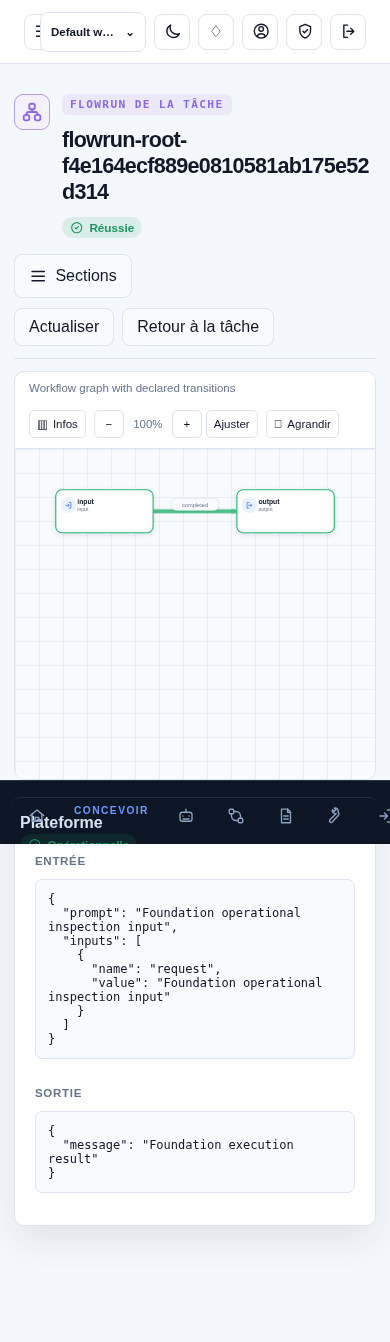 Default w... ⌄
FLOWRUN DE LA TÂCHE
flowrun-root-
f4e164ecf889e0810581ab175e52
d314
Réussie
Sections
Actualiser
Retour à la tâche
Workflow graph with declared transitions
Infos
−
100%
+
Ajuster
Agrandir
input
input
completed
output
output
CONCEVOIR
Plateforme
Opérationnelle
ENTRÉE
{
  "prompt": "Foundation operational
inspection input",
  "inputs": [
    {
      "name": "request",
      "value": "Foundation operational
inspection input"
    }
  ]
}
SORTIE
{
  "message": "Foundation execution
result"
}